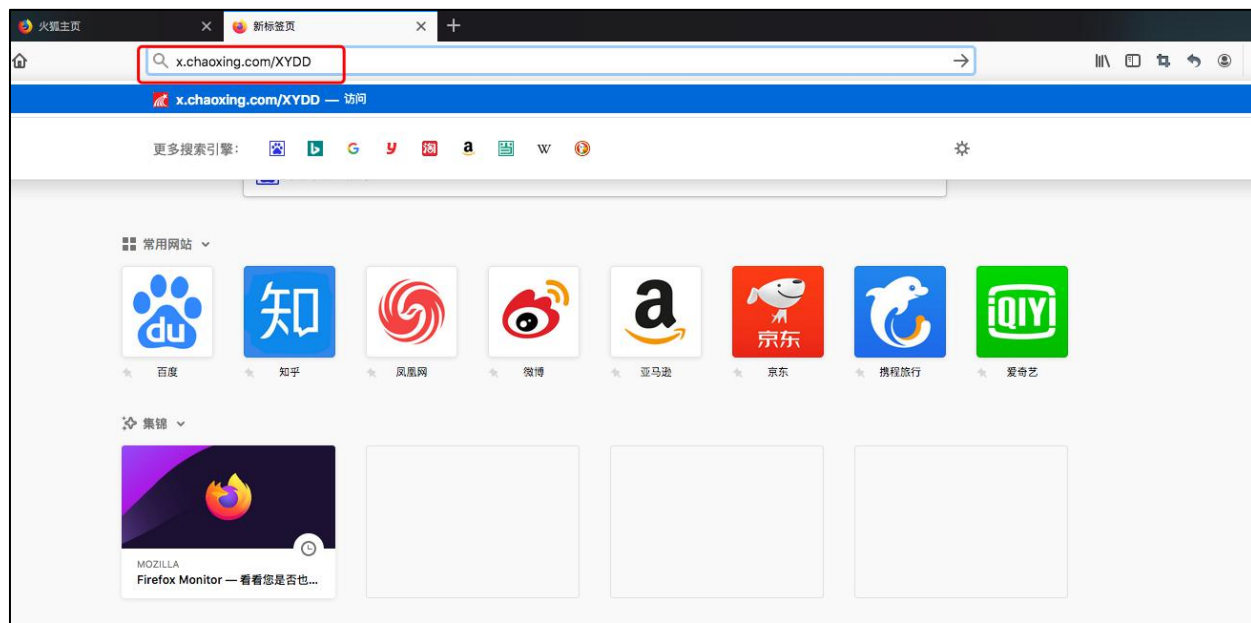 火狐主页
新标签页
x.chaoxing.com/XYDD
x.chaoxing.com/XYDD — 访问
更多搜索引擎:
常用网站
du
知
a
京东
iQIYI
百度
知乎
凤凰网
微博
亚马逊
京东
携程旅行
爱奇艺
集锦
MOZILLA
Firefox Monitor — 看看您是否也...